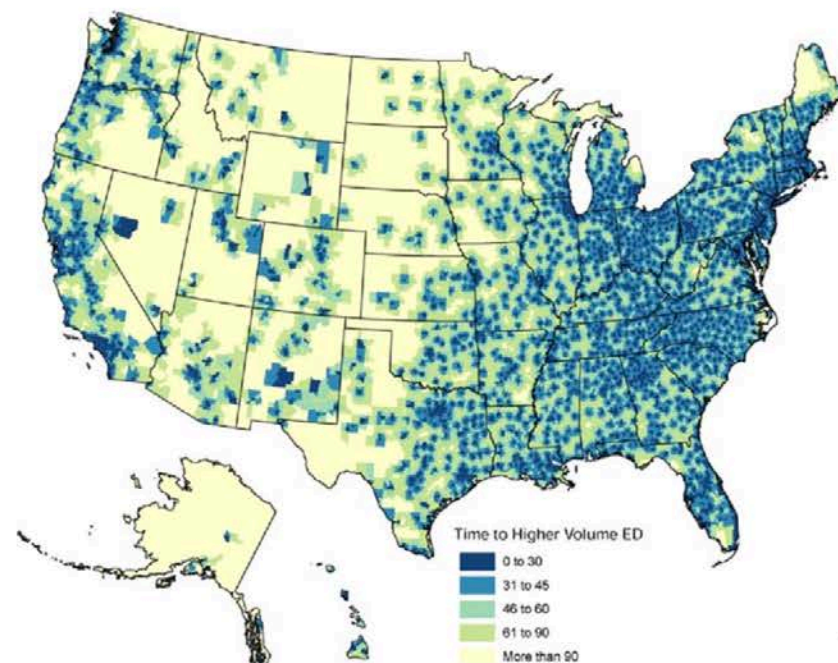 Time to Higher Volume ED
0 to 30
31 to 45
46 to 60
61 to 90
More than 90